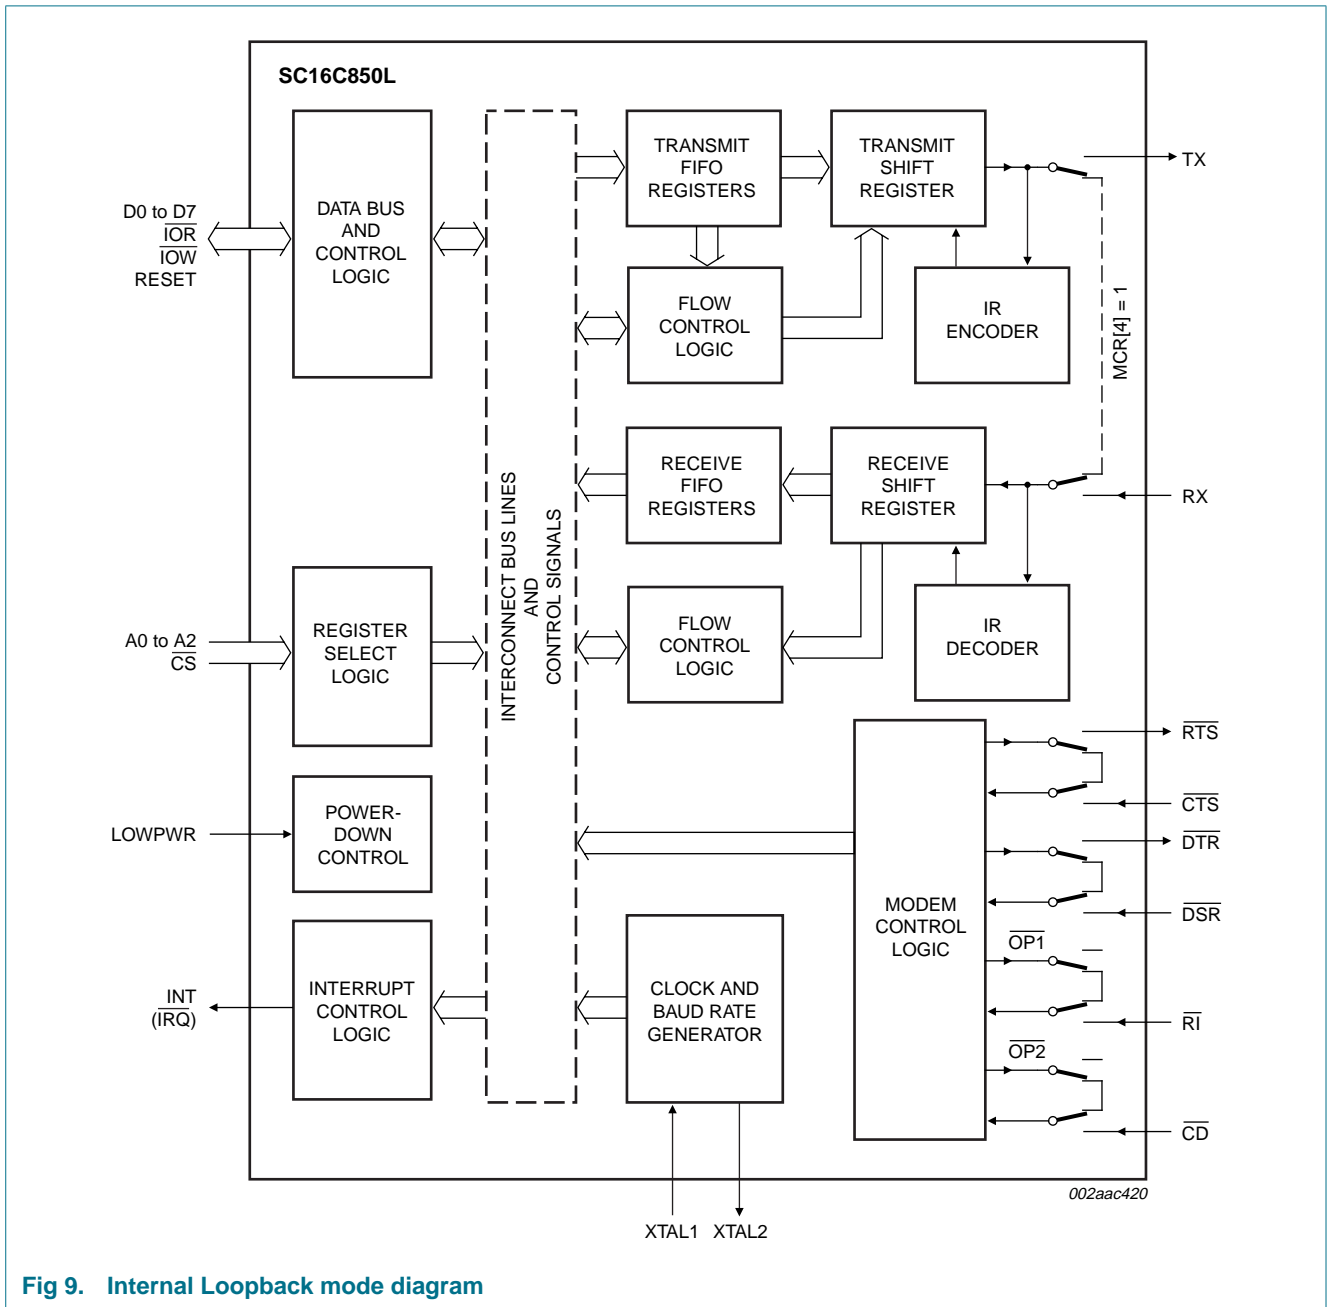 SC16C850L
D0 to D7
IOR
IOW
RESET
DATA BUS
AND
CONTROL
LOGIC
TRANSMIT
FIFO
REGISTERS
TRANSMIT
SHIFT
REGISTER
TX
FLOW
CONTROL
LOGIC
IR
ENCODER
MCR[4] = 1
INTERCONNECT BUS LINES
AND
CONTROL SIGNALS
RECEIVE
FIFO
REGISTERS
RECEIVE
SHIFT
REGISTER
RX
A0 to A2
CS
REGISTER
SELECT
LOGIC
FLOW
CONTROL
LOGIC
IR
DECODER
LOWPWR
POWER-
DOWN
CONTROL
MODEM
CONTROL
LOGIC
RTS
CTS
DTR
DSR
OP1
RI
OP2
CD
INT
(IRQ)
INTERRUPT
CONTROL
LOGIC
CLOCK AND
BAUD RATE
GENERATOR
XTAL1 XTAL2
002aac420
Fig 9. Internal Loopback mode diagram